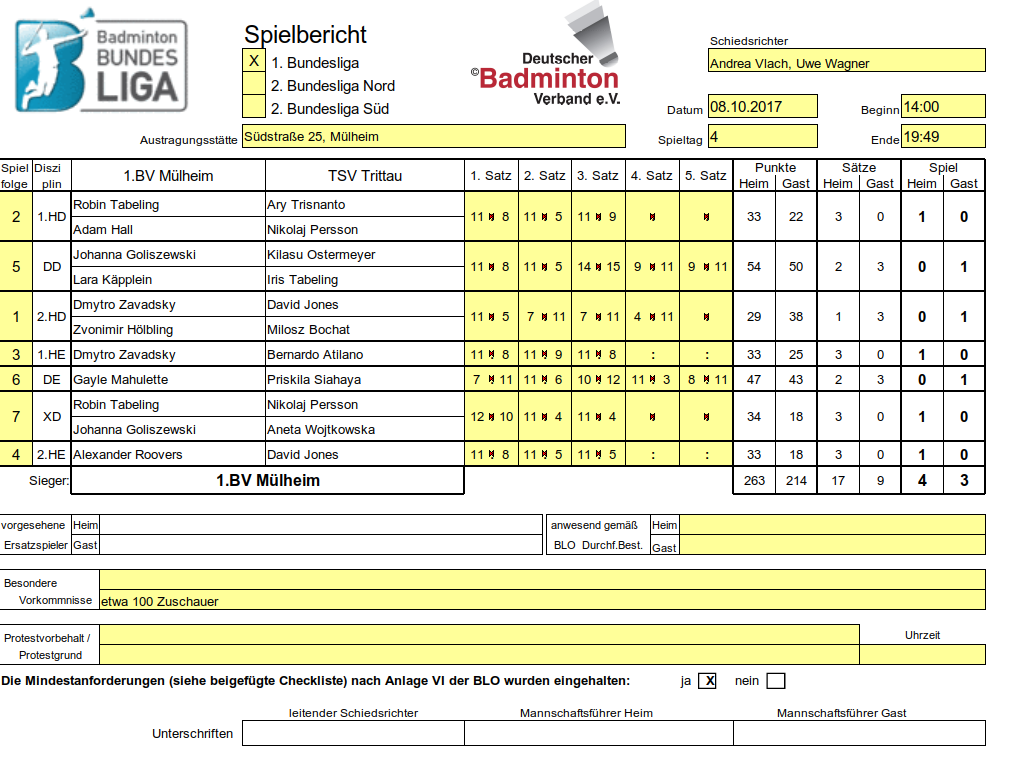 Badminton
BUNDES
LIGA
Spielbericht
X 1. Bundesliga
2. Bundesliga Nord
2. Bundesliga Süd
Deutscher
©Badminton
Verband e.V.
Schiedsrichter
Andrea Vlach, Uwe Wagner
Datum 08.10.2017 Beginn 14:00
Austragungsstätte Südstraße 25, Mülheim Spieltag 4 Ende 19:49
Spiel folge Diszi plin 1.BV Mülheim TSV Trittau 1. Satz 2. Satz 3. Satz 4. Satz 5. Satz Punkte Sätze Spiel
Heim Gast Heim Gast Heim Gast
Robin Tabeling Ary Trisnanto
2 1.HD 11 8 11 5 11 9 33 22 3 0 1 0
Adam Hall Nikolaj Persson
Johanna Goliszewski Kilasu Ostermeyer
5 DD 11 8 11 5 14 15 9 11 9 11 54 50 2 3 0 1
Lara Käpplein Iris Tabeling
Dmytro Zavadsky David Jones
1 2.HD 11 5 7 11 7 11 4 11 29 38 1 3 0 1
Zvonimir Hölbling Milosz Bochat
3 1.HE Dmytro Zavadsky Bernardo Atilano 11 8 11 9 11 8 : : 33 25 3 0 1 0
6 DE Gayle Mahulette Priskila Siahaya 7 11 11 6 10 12 11 3 8 11 47 43 2 3 0 1
Robin Tabeling Nikolaj Persson
7 XD 12 10 11 4 11 4 34 18 3 0 1 0
Johanna Goliszewski Aneta Wojtkowska
4 2.HE Alexander Roovers David Jones 11 8 11 5 11 5 : : 33 18 3 0 1 0
Sieger: 1.BV Mülheim 263 214 17 9 4 3
vorgesehene Heim anwesend gemäß Heim
Ersatzspieler Gast BLO Durchf.Best. Gast
Besondere
Vorkommnisse etwa 100 Zuschauer
Protestvorbehalt / Uhrzeit
Protestgrund
Die Mindestanforderungen (siehe beigefügte Checkliste) nach Anlage VI der BLO wurden eingehalten: ja X nein
leitender Schiedsrichter Mannschaftsführer Heim Mannschaftsführer Gast
Unterschriften